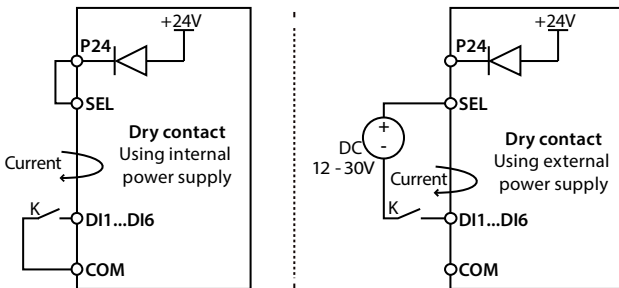 +24V
P24
SEL
Dry contact
Using internal
power supply
Current
K
DI1...DI6
COM
+24V
P24
SEL
+
-
DC
12 - 30V
Dry contact
Using external
power supply
Current
K
DI1...DI6
COM